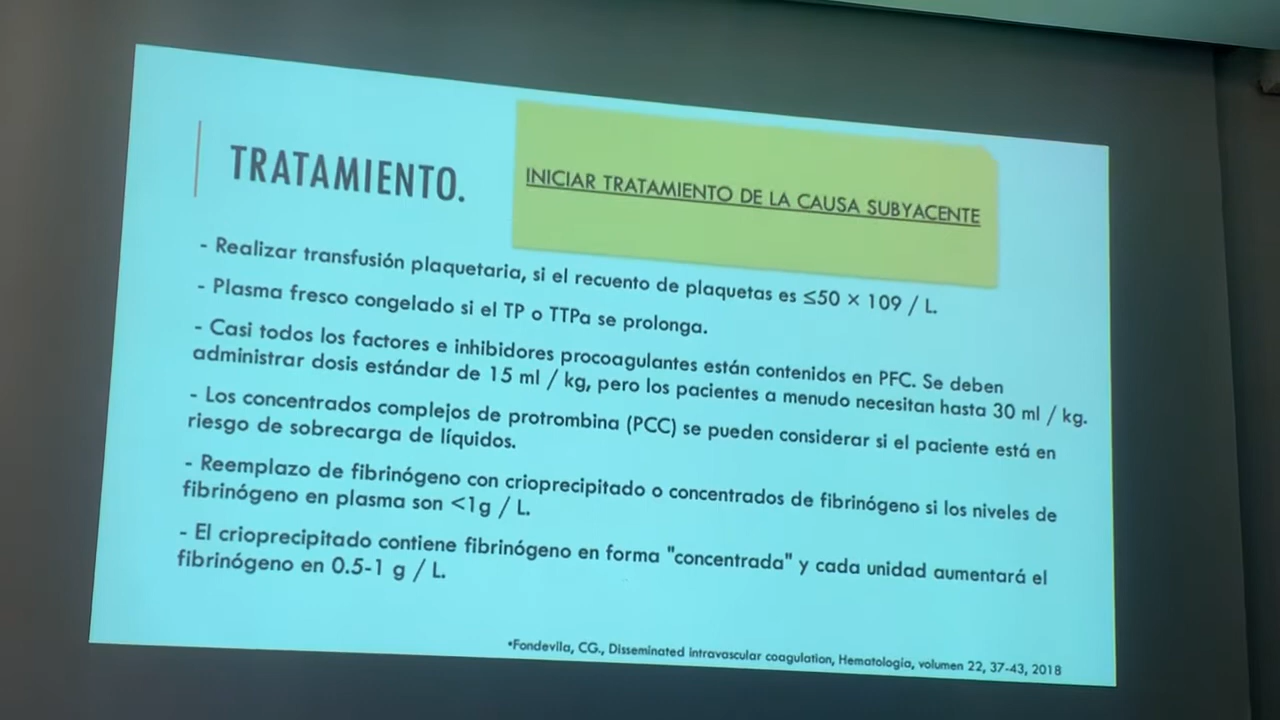 TRATAMIENTO.
INICIAR TRATAMIENTO DE LA CAUSA SUBYACENTE
- Realizar transfusión plaquetaria, si el recuento de plaquetas es ≤50 × 109 / L.
- Plasma fresco congelado si el TP o TTPa se prolonga.
- Casi todos los factores e inhibidores procoagulantes están contenidos en PFC. Se deben
administrar dosis estándar de 15 ml / kg, pero los pacientes a menudo necesitan hasta 30 ml / kg.
- Los concentrados complejos de protrombina (PCC) se pueden considerar si el paciente está en
riesgo de sobrecarga de líquidos.
- Reemplazo de fibrinógeno con crioprecipitado o concentrados de fibrinógeno si los niveles de
fibrinógeno en plasma son <1g / L.
- El crioprecipitado contiene fibrinógeno en forma "concentrada" y cada unidad aumentará el
fibrinógeno en 0.5-1 g / L.
*Fondevila, CG., Disseminated intravascular coagulation, Hematología, volumen 22, 37-43, 2018